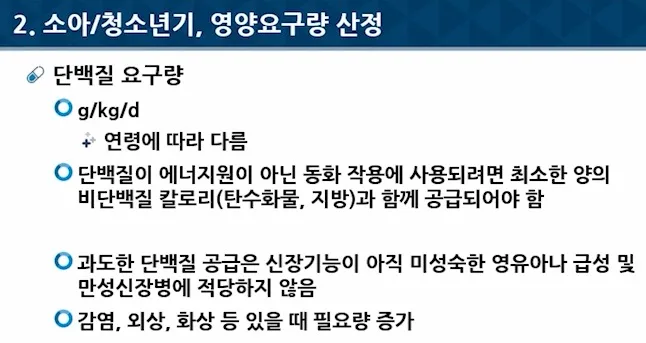 2. 소아/청소년기, 영양요구량 산정
단백질 요구량
g/kg/d
연령에 따라 다름
단백질이 에너지원이 아닌 동화 작용에 사용되려면 최소한 양의
비단백질 칼로리(탄수화물, 지방)과 함께 공급되어야 함
과도한 단백질 공급은 신장기능이 아직 미성숙한 영유아나 급성 및
만성신장병에 적당하지 않음
감염, 외상, 화상 등 있을 때 필요량 증가